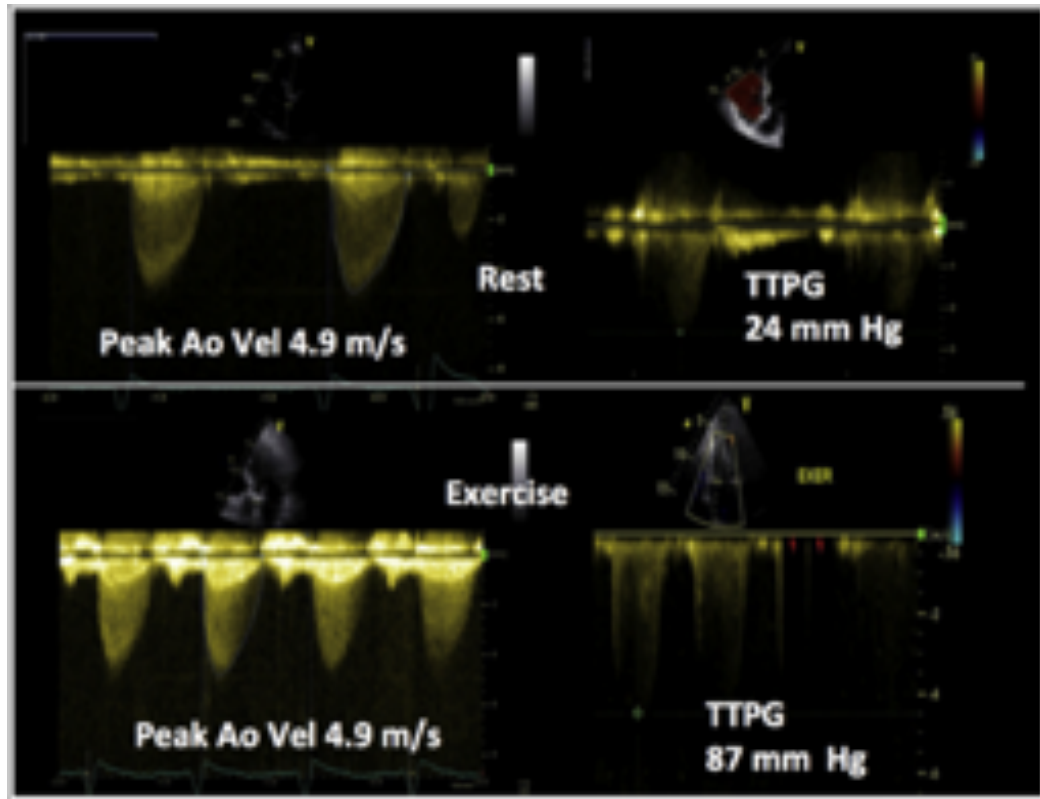 Rest
Peak Ao Vel 4.9 m/s
TTPG
24 mm Hg
Exercise
EXER
Peak Ao Vel 4.9 m/s
TTPG
87 mm Hg